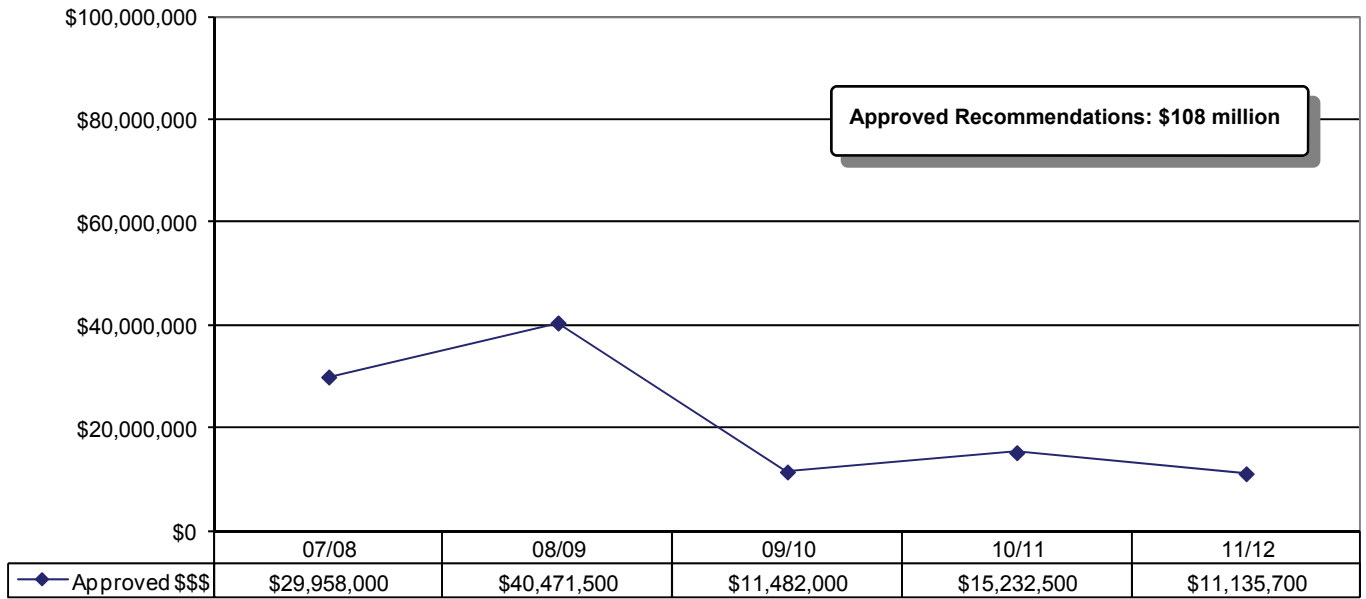 $100,000,000
$80,000,000
$60,000,000
$40,000,000
$20,000,000
$0
Approved Recommendations: $108 million
07/08 08/09 09/10 10/11 11/12
Approved $$$ $29,958,000 $40,471,500 $11,482,000 $15,232,500 $11,135,700